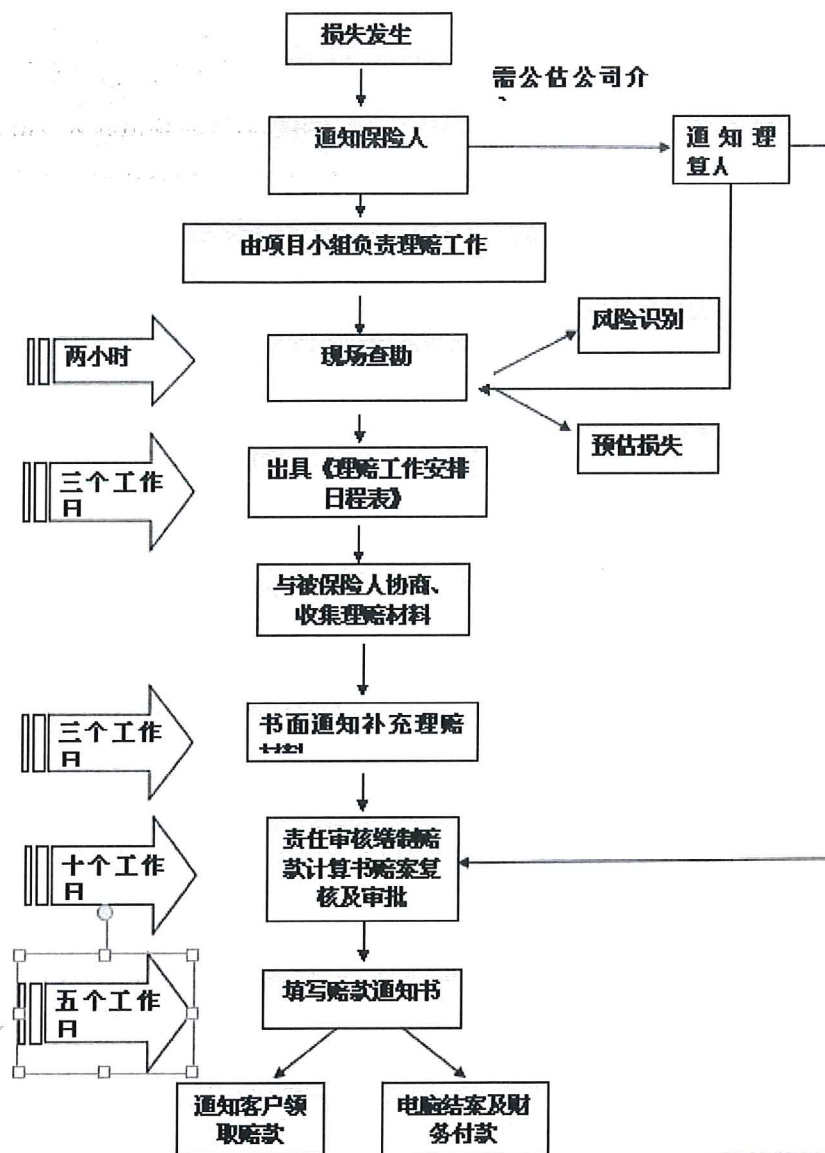 损失发生
需公估公司介
通知保险人
通知理
算人
由项目小组负责理赔工作
风险识别
两小时
现场查勘
预估损失
三个工作
日
出具《理赔工作安排
日程表》
与被保险人协商、
收集理赔材料
三个工作
日
书面通知补充理赔
材料
十个工作
日
责任审核缮制赔
款计算书赔案复
核及审批
五个工作
日
填写赔款通知书
通知客户领
取赔款
电脑结案及财
务付款